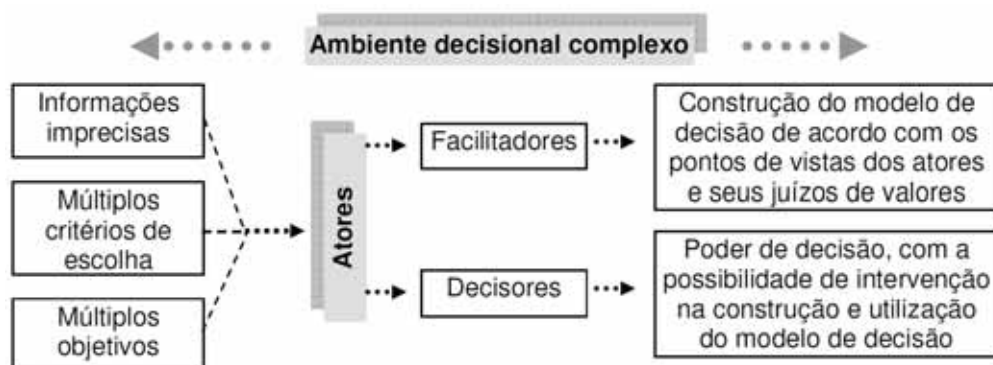 Ambiente decisional complexo
Informações
imprecisas
Múltiplos
critérios de
escolha
Múltiplos
objetivos
Atores
Facilitadores
Decisores
Construção do modelo de
decisão de acordo com os
pontos de vistas dos atores
e seus juízos de valores
Poder de decisão, com a
possibilidade de intervenção
na construção e utilização
do modelo de decisão